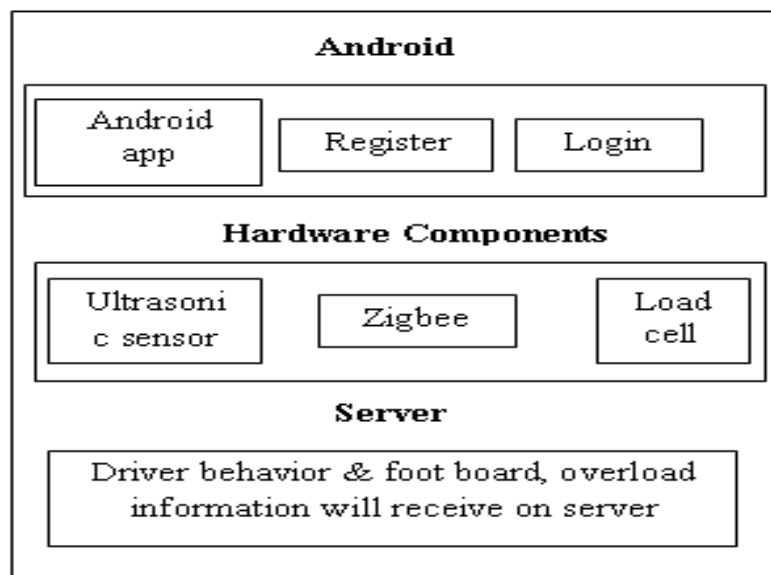 Android
Android
app
Register
Login
Hardware Components
Ultrasoni
c sensor
Zigbee
Load
cell
Server
Driver behavior & foot board, overload
information will receive on server